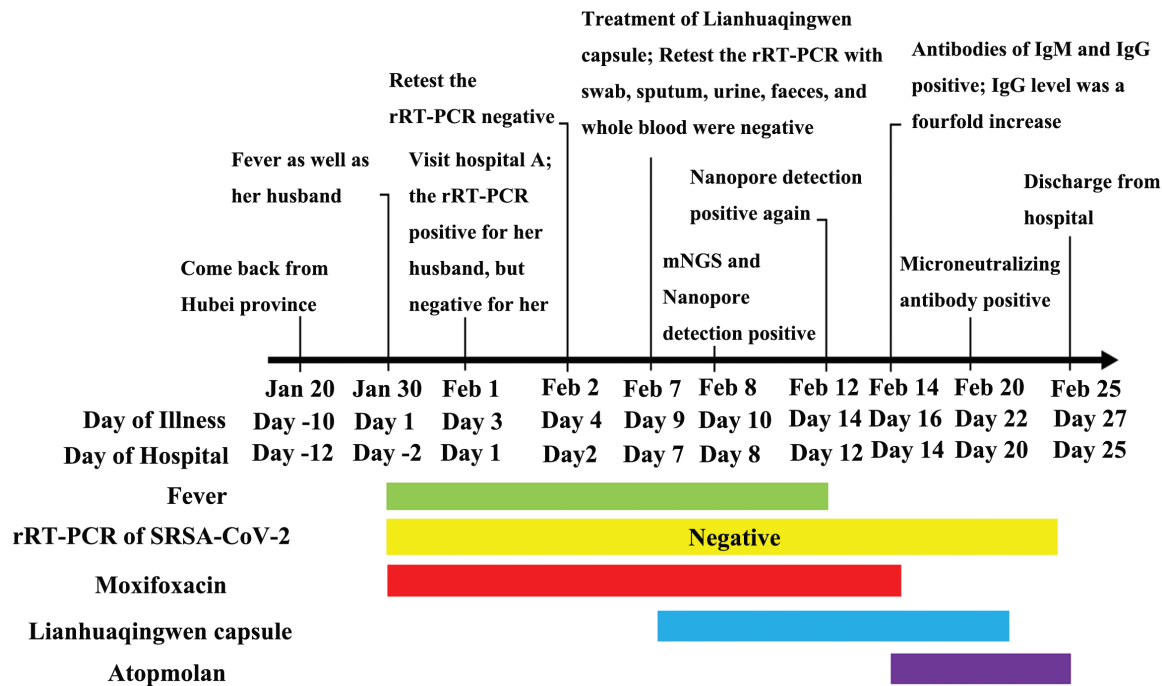 Treatment of Lianhuaqingwen
capsule; Retest the rRT-PCR with
swab, sputum, urine, faeces, and
whole blood were negative
Antibodies of IgM and IgG
positive; IgG level was a
fourfold increase
Retest the
rRT-PCR negative
Fever as well as
her husband
Visit hospital A;
the rRT-PCR
positive for her
husband, but
negative for her
Nanopore detection
positive again
Discharge from
hospital
Come back from
Hubei province
mNGS and
Nanopore
detection positive
Microneutralizing
antibody positive
Jan 20 Jan 30 Feb 1 Feb 2 Feb 7 Feb 8 Feb 12 Feb 14 Feb 20 Feb 25
Day of Illness Day -10 Day 1 Day 3 Day 4 Day 9 Day 10 Day 14 Day 16 Day 22 Day 27
Day of Hospital Day -12 Day -2 Day 1 Day2 Day 7 Day 8 Day 12 Day 14 Day 20 Day 25
Fever
rRT-PCR of SRSA-CoV-2 Negative
Moxifoxacin
Lianhuaqingwen capsule
Atopmolan